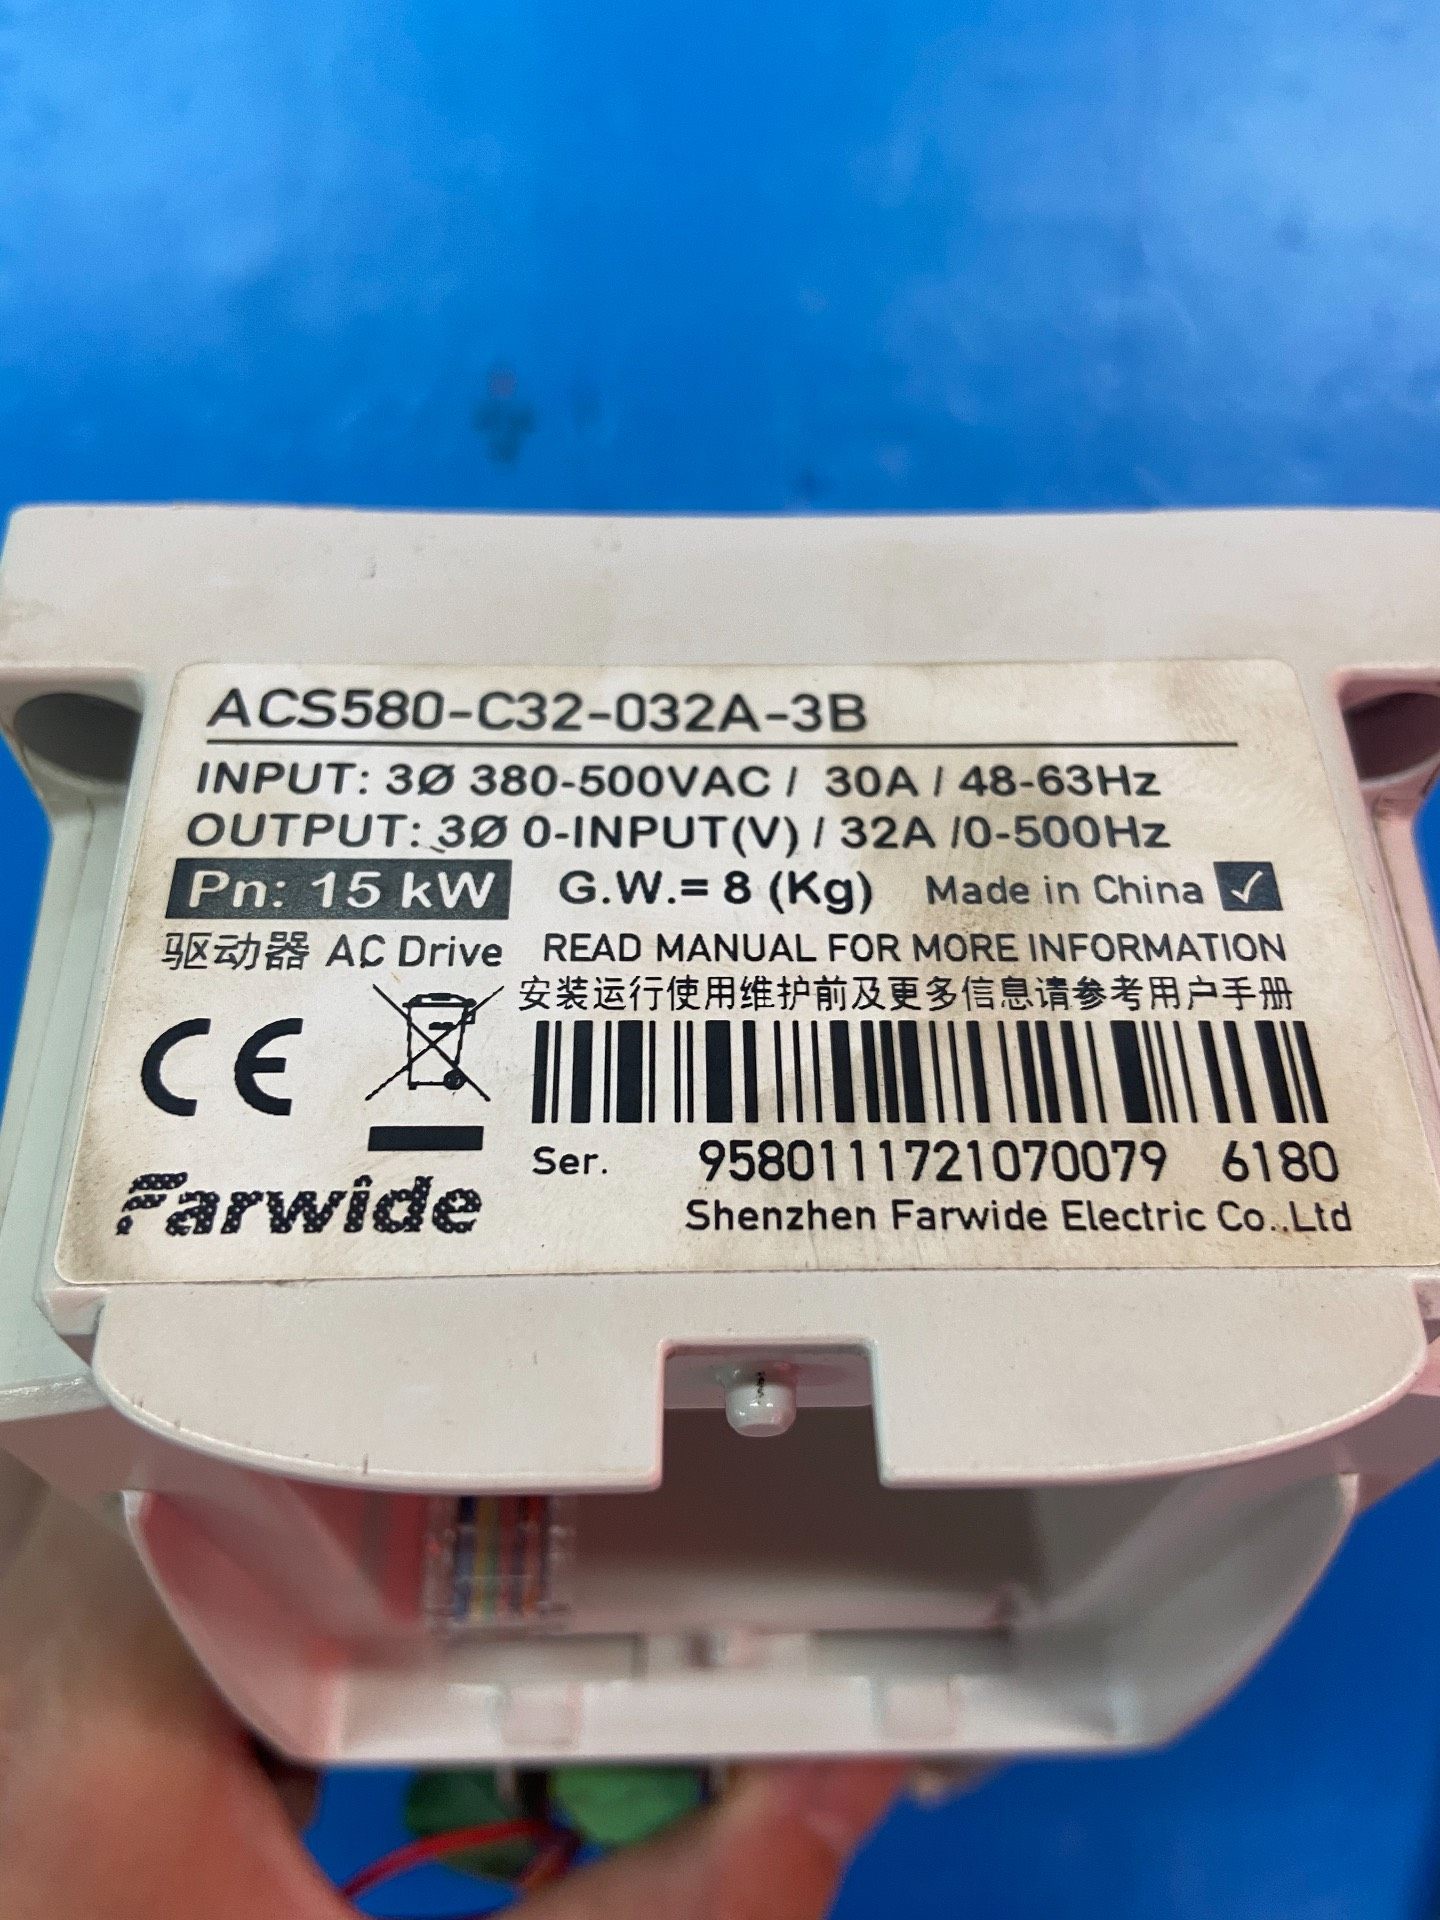 ACS580-C32-032A-3B
INPUT: 3Ø 380-500VAC / 30A / 48-63Hz
OUTPUT: 3Ø 0-INPUT(V) / 32A /0-500Hz
Pn: 15 kW G.W.= 8 (Kg) Made in China
驱动器 AC Drive READ MANUAL FOR MORE INFORMATION
安装运行使用维护前及更多信息请参考用户手册
CE
Ser. 9580111721070079 6180
Farwide Shenzhen Farwide Electric Co.,Ltd